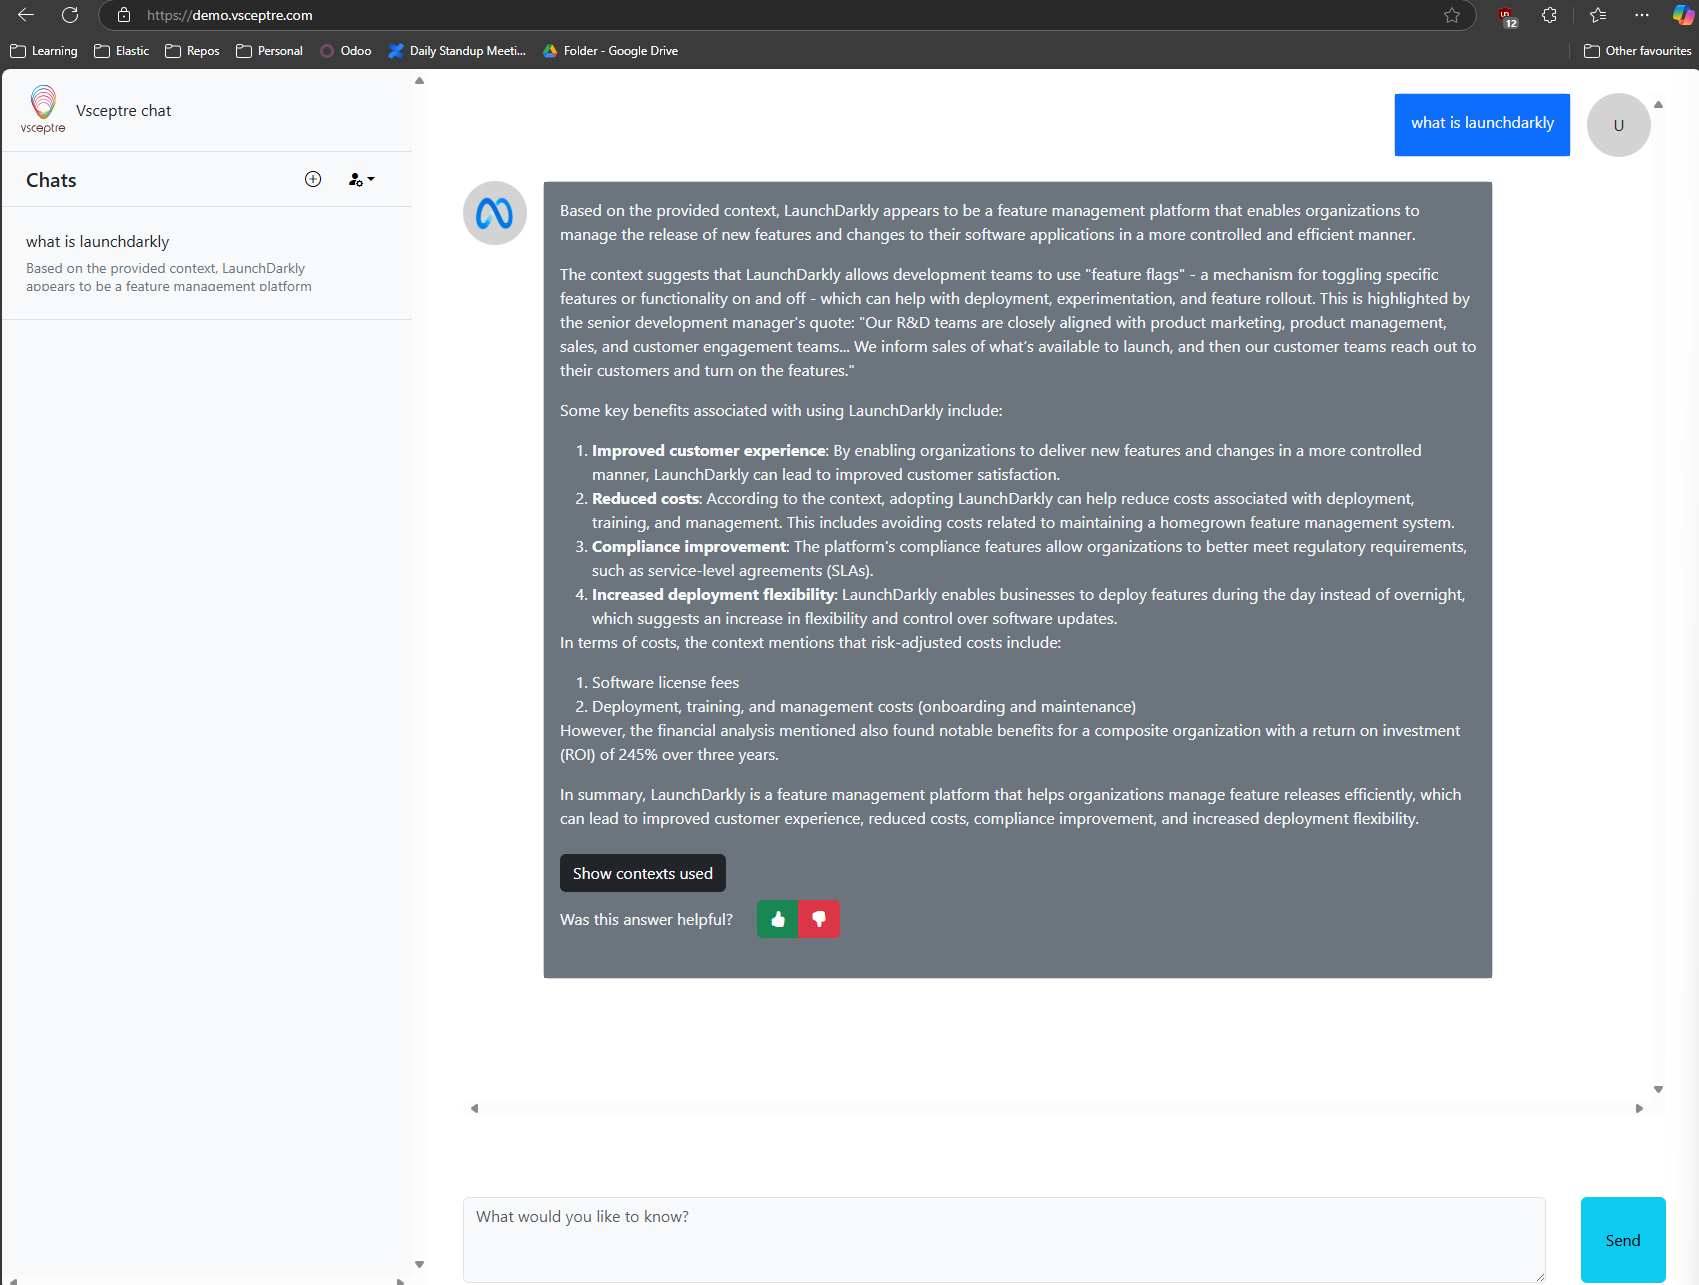 https://demo.vsceptre.com
12
Learning
Elastic
Repos
Personal
Odoo
Daily Standup Meeti...
Folder - Google Drive
Other favourites
vsceptre
Vsceptre chat
Chats
what is launchdarkly
Based on the provided context, LaunchDarkly
appears to be a feature management platform
what is launchdarkly
U
Based on the provided context, LaunchDarkly appears to be a feature management platform that enables organizations to
manage the release of new features and changes to their software applications in a more controlled and efficient manner.
The context suggests that LaunchDarkly allows development teams to use "feature flags" - a mechanism for toggling specific
features or functionality on and off - which can help with deployment, experimentation, and feature rollout. This is highlighted by
the senior development manager's quote: "Our R&D teams are closely aligned with product marketing, product management,
sales, and customer engagement teams... We inform sales of what's available to launch, and then our customer teams reach out to
their customers and turn on the features."
Some key benefits associated with using LaunchDarkly include:
1. Improved customer experience: By enabling organizations to deliver new features and changes in a more controlled
manner, LaunchDarkly can lead to improved customer satisfaction.
2. Reduced costs: According to the context, adopting LaunchDarkly can help reduce costs associated with deployment,
training, and management. This includes avoiding costs related to maintaining a homegrown feature management system.
3. Compliance improvement: The platform's compliance features allow organizations to better meet regulatory requirements,
such as service-level agreements (SLAs).
4. Increased deployment flexibility: LaunchDarkly enables businesses to deploy features during the day instead of overnight,
which suggests an increase in flexibility and control over software updates.
In terms of costs, the context mentions that risk-adjusted costs include:
1. Software license fees
2. Deployment, training, and management costs (onboarding and maintenance)
However, the financial analysis mentioned also found notable benefits for a composite organization with a return on investment
(ROI) of 245% over three years.
In summary, LaunchDarkly is a feature management platform that helps organizations manage feature releases efficiently, which
can lead to improved customer experience, reduced costs, compliance improvement, and increased deployment flexibility.
Show contexts used
Was this answer helpful?
What would you like to know?
Send